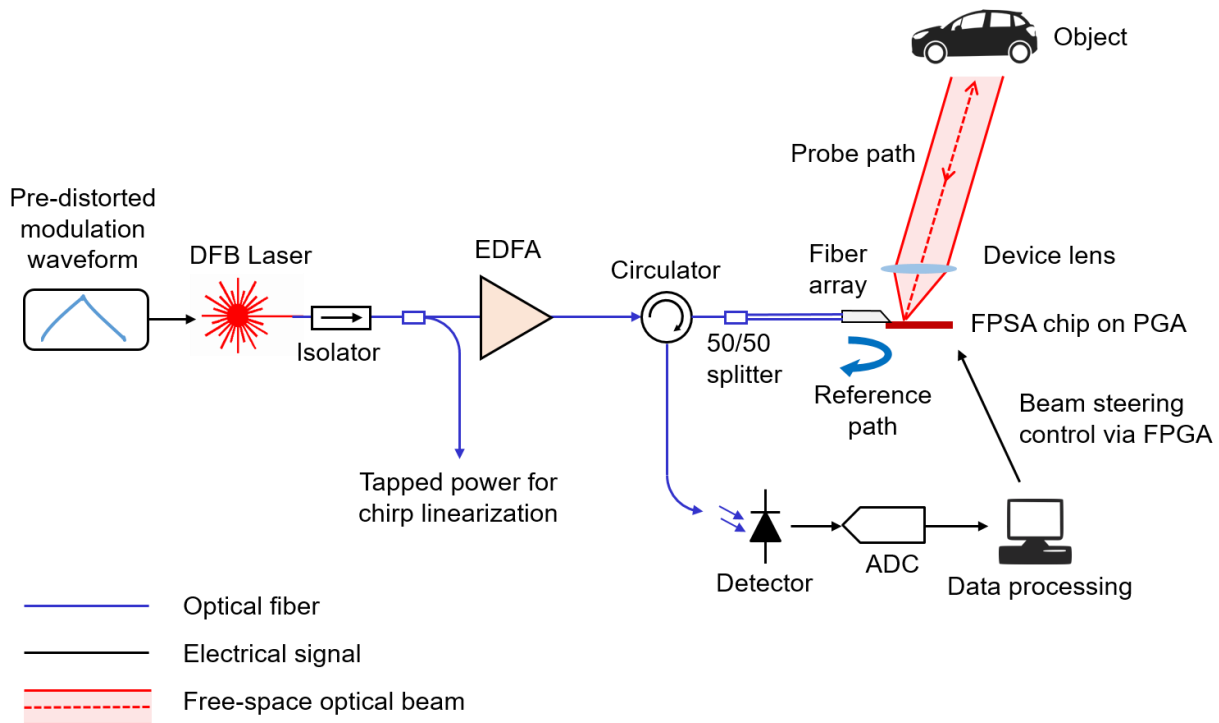 Object
Probe path
Pre-distorted
modulation
waveform
DFB Laser
EDFA
Circulator
Fiber
array
Device lens
Isolator
50/50
splitter
FPSA chip on PGA
Reference
path
Beam steering
control via FPGA
Tapped power for
chirp linearization
Detector
ADC
Data processing
Optical fiber
Electrical signal
Free-space optical beam